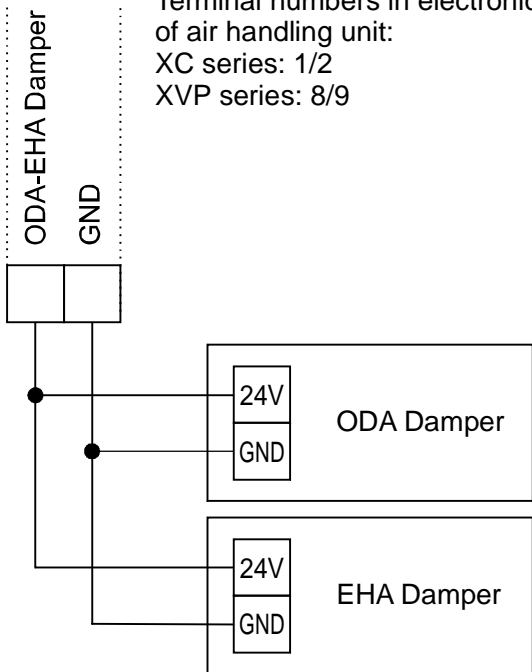 Terminal numbers in electronic
of air handling unit:
XC series: 1/2
XVP series: 8/9
ODA-EHA Damper
GND
24V
GND
ODA Damper
24V
GND
EHA Damper